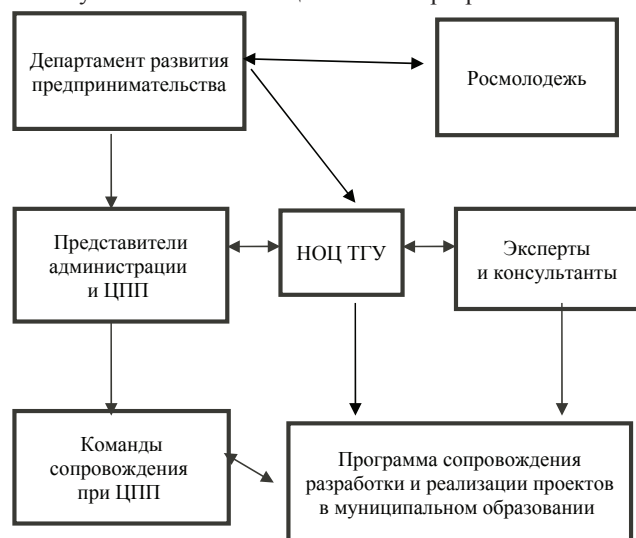 Департамент развития
предпринимательства
Росмолодежь
Представители
администрации
и ЦПП
НОЦ ТГУ
Эксперты
и консультанты
Команды
сопровождения
при ЦПП
Программа сопровождения
разработки и реализации проектов
в муниципальном образовании